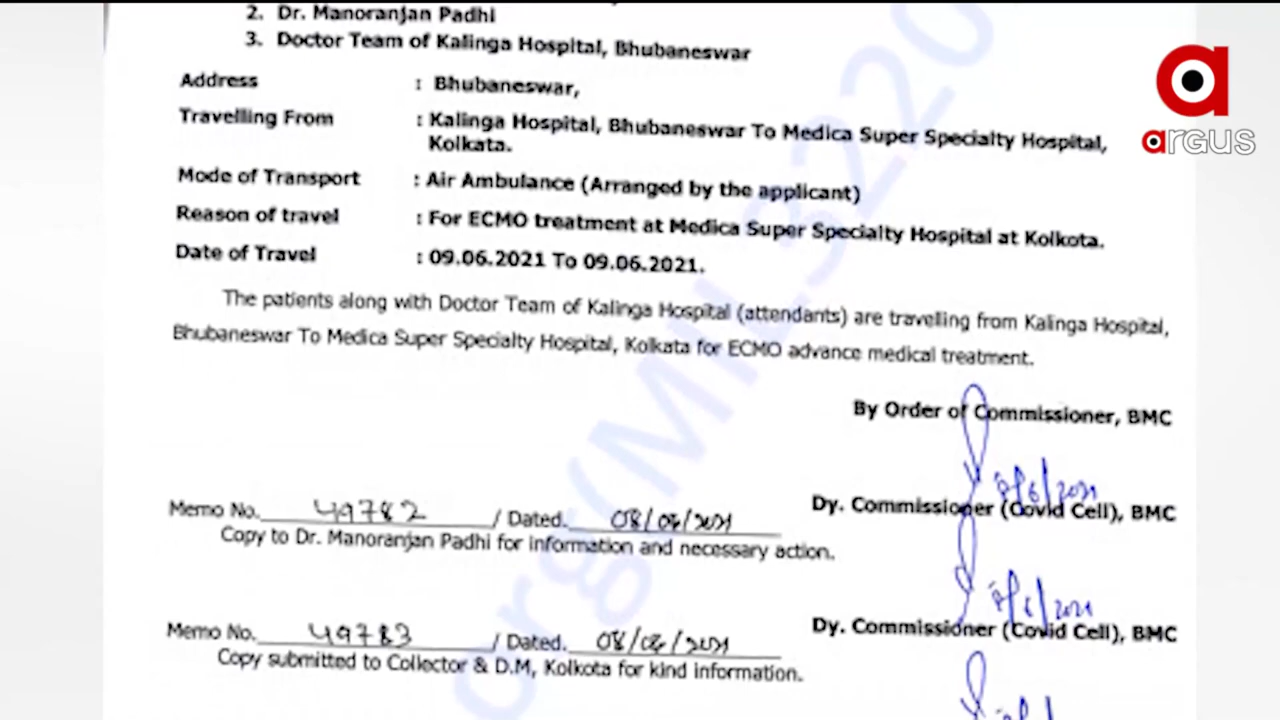 2. Dr. Manoranjan Padhi
3. Doctor Team of Kalinga Hospital, Bhubaneswar
Address : Bhubaneswar,
Travelling From : Kalinga Hospital, Bhubaneswar To Medica Super Specialty Hospital,
Kolkata.
Mode of Transport : Air Ambulance (Arranged by the applicant)
Reason of travel : For ECMO treatment at Medica Super Specialty Hospital at Kolkota.
Date of Travel : 09.06.2021 To 09.06.2021.
The patients along with Doctor Team of Kalinga Hospital (attendants) are travelling from Kalinga Hospital,
Bhubaneswar To Medica Super Specialty Hospital, Kolkata for ECMO advance medical treatment.
By Order of Commissioner, BMC
8/6/2021
Dy. Commissioner (Covid Cell), BMC
Memo No. 49782 / Dated. 08/06/2021
Copy to Dr. Manoranjan Padhi for information and necessary action.
8/6/2021
Dy. Commissioner (Covid Cell), BMC
Memo No. 49783 / Dated. 08/06/2021
Copy submitted to Collector & D.M, Kolkota for kind information.
argus